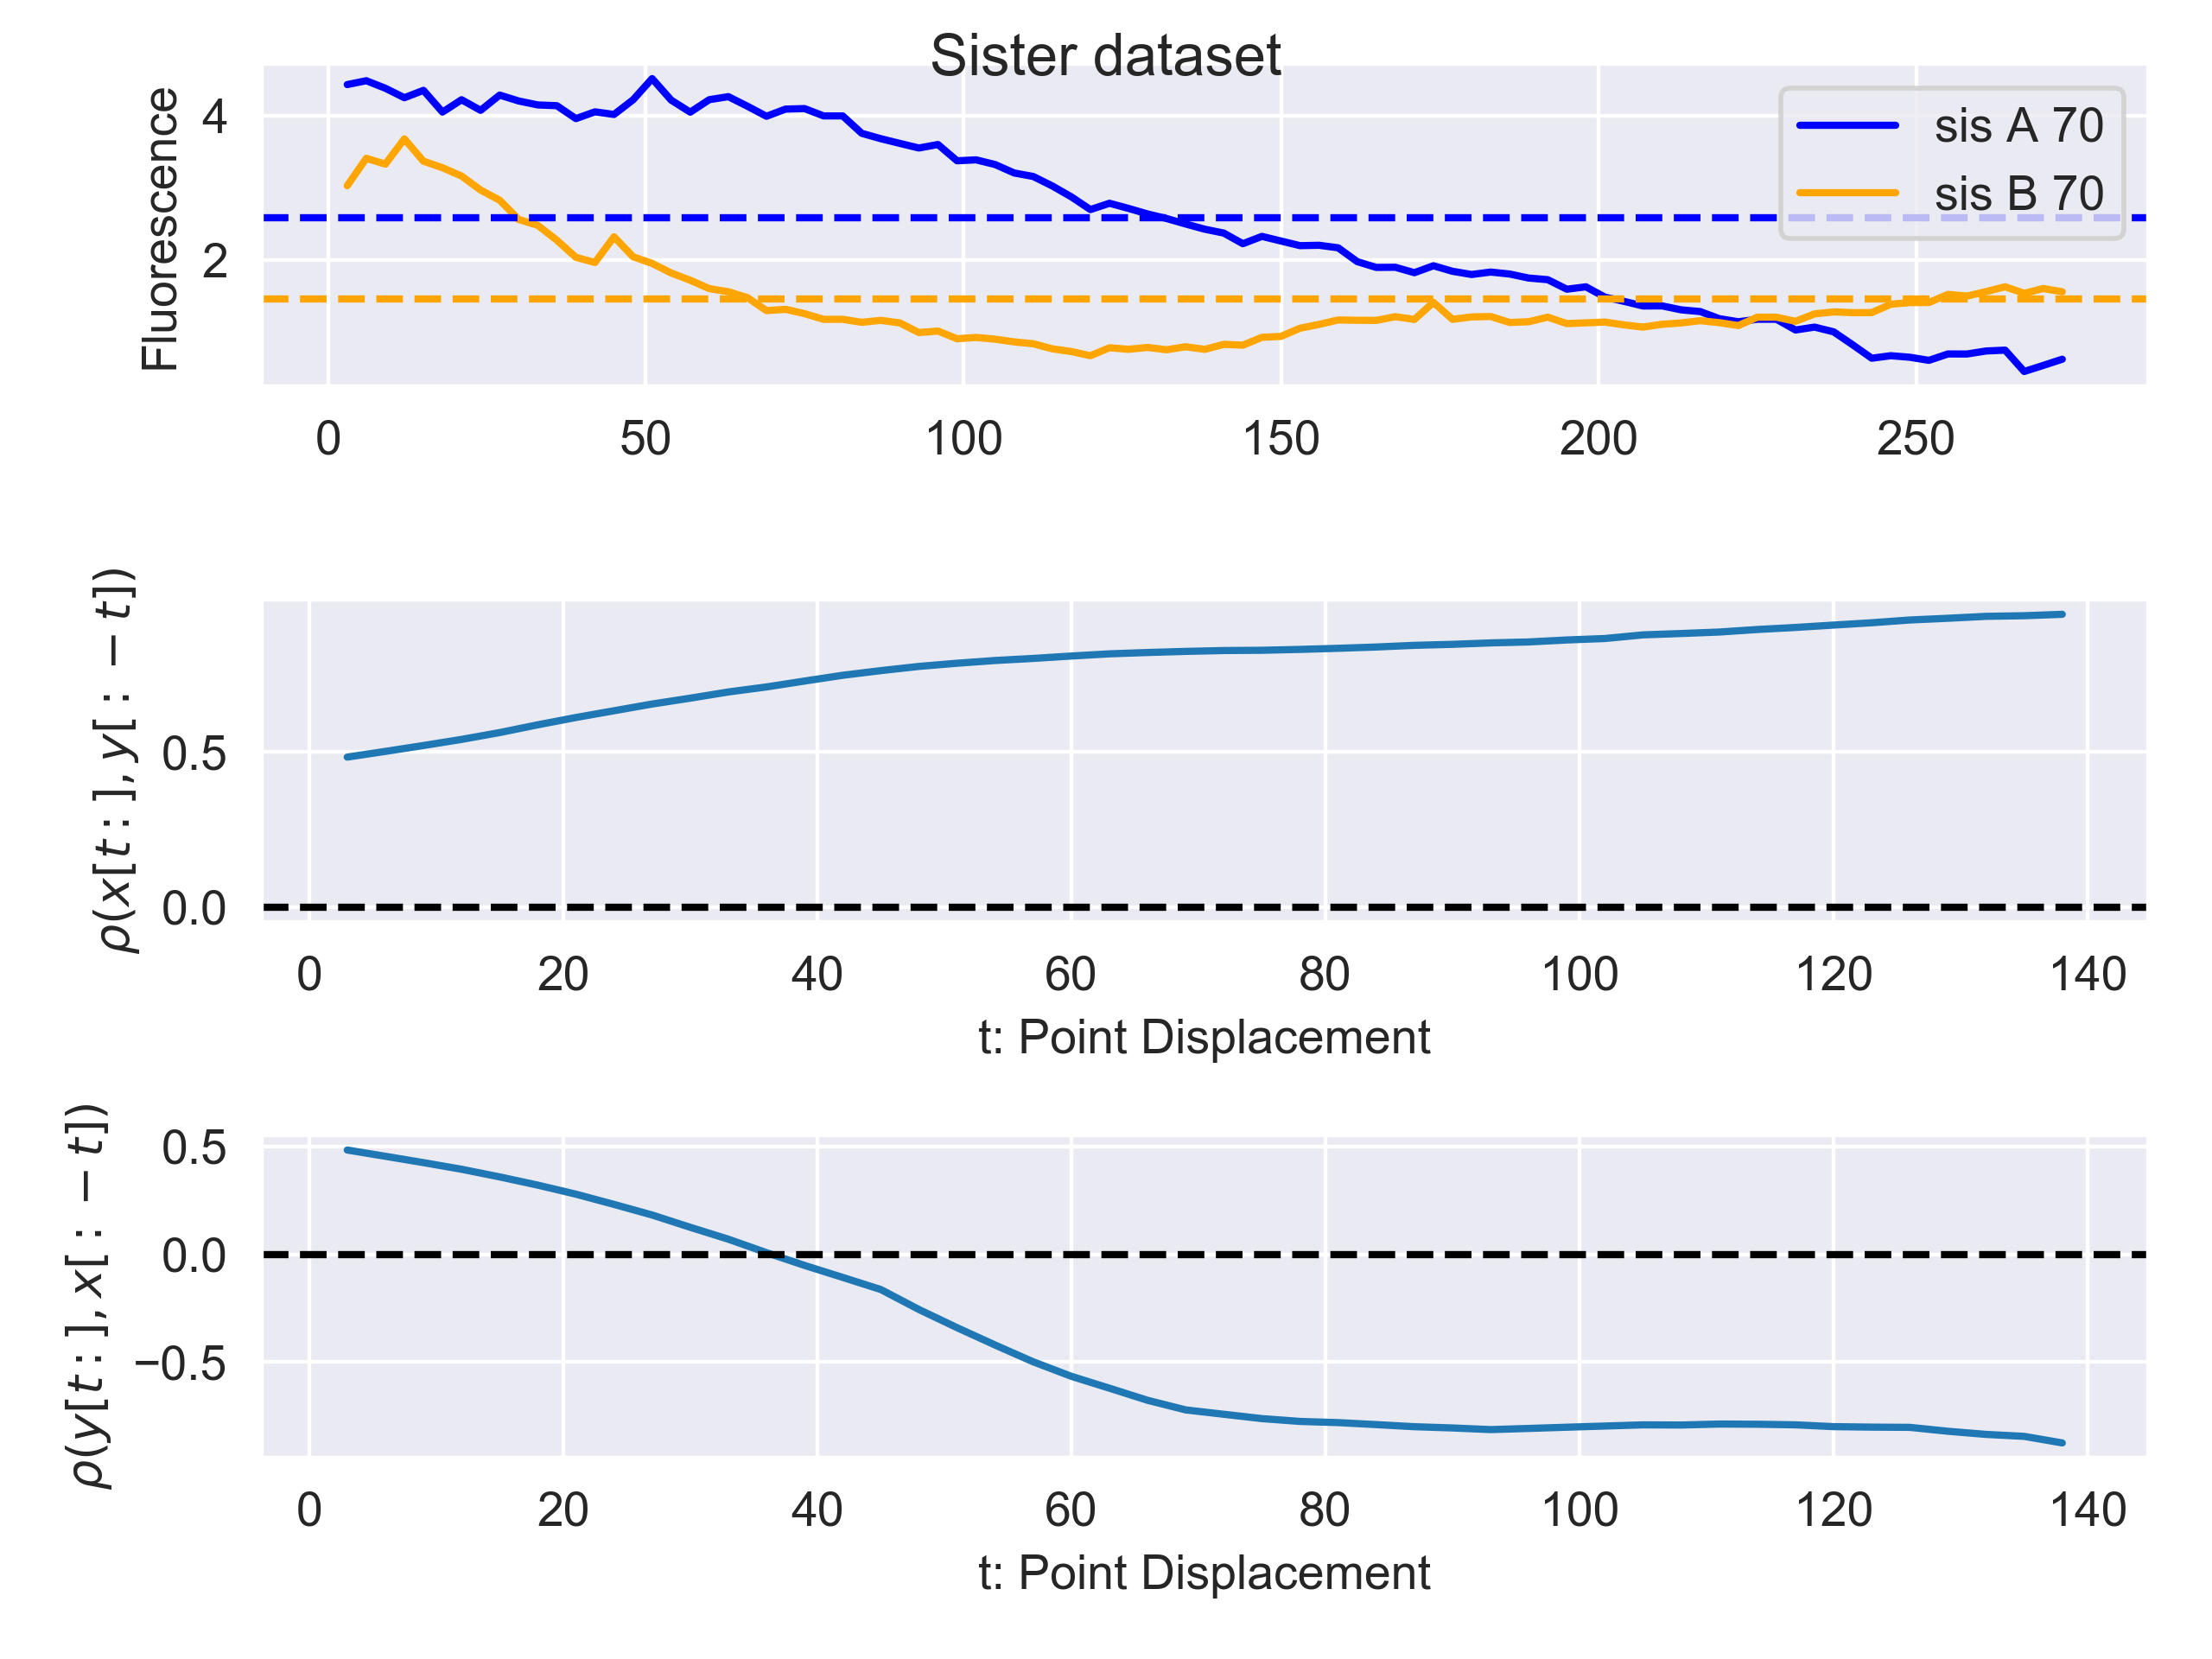 Sister dataset
Fluorescence
4
2
sis A 70
sis B 70
0 50 100 150 200 250
ρ(x[t:],y[:−t])
0.5
0.0
0 20 40 60 80 100 120 140
t: Point Displacement
ρ(y[t:],x[:−t])
0.5
0.0
−0.5
0 20 40 60 80 100 120 140
t: Point Displacement